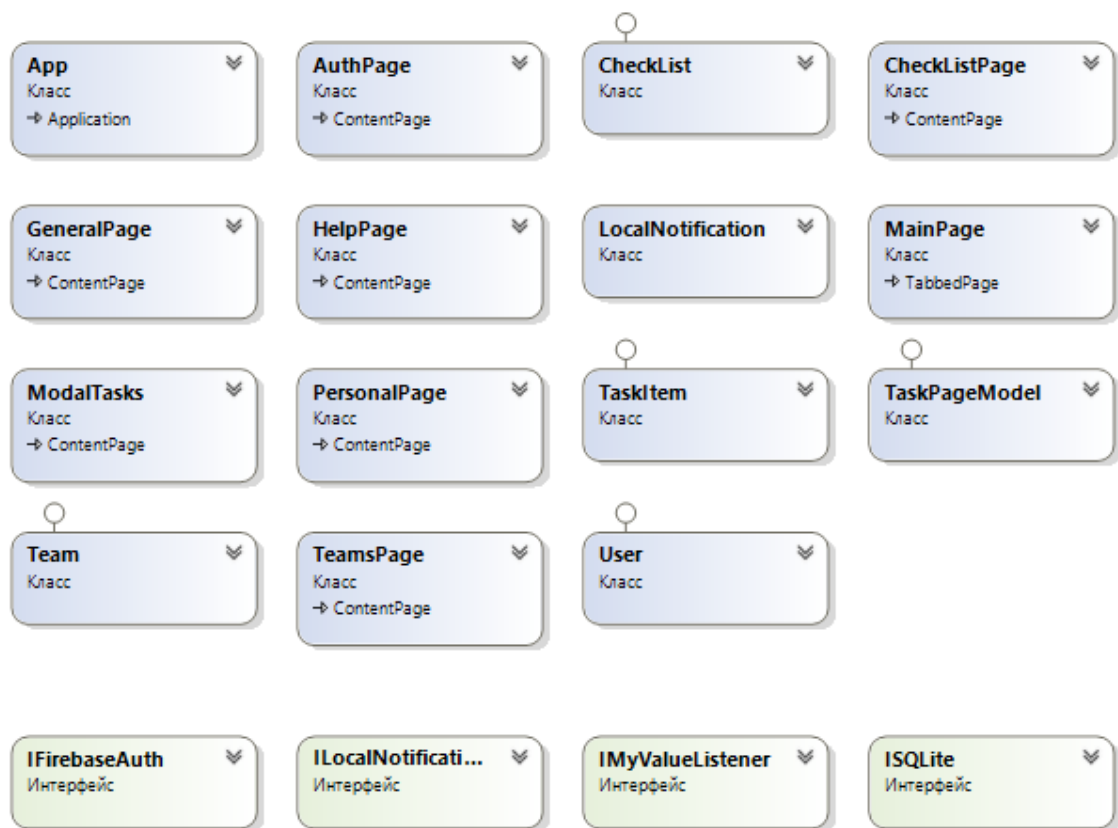 App
Класс
Application
AuthPage
Класс
ContentPage
CheckList
Класс
CheckListPage
Класс
ContentPage
GeneralPage
Класс
ContentPage
HelpPage
Класс
ContentPage
LocalNotification
Класс
MainPage
Класс
TabbedPage
ModalTasks
Класс
ContentPage
PersonalPage
Класс
ContentPage
TaskItem
Класс
TaskPageModel
Класс
Team
Класс
TeamsPage
Класс
ContentPage
User
Класс
IFirebaseAuth
Интерфейс
ILocalNotificati...
Интерфейс
IMyValueListener
Интерфейс
ISQLite
Интерфейс